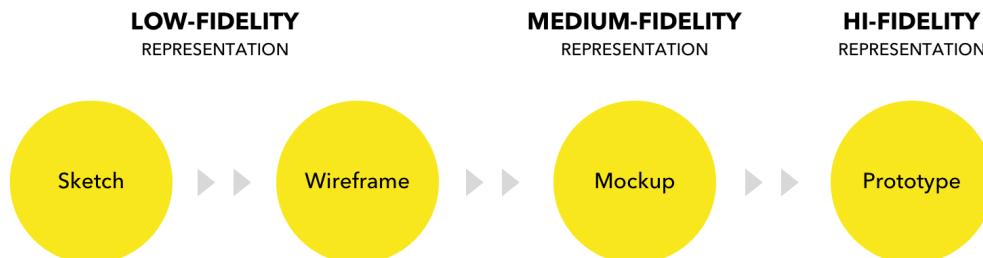 LOW-FIDELITY
REPRESENTATION
MEDIUM-FIDELITY
REPRESENTATION
HI-FIDELITY
REPRESENTATION
Sketch
Wireframe
Mockup
Prototype